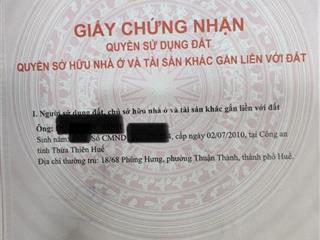 GIẤY CHỨNG NHẬN
QUYỀN SỬ DỤNG ĐẤT
QUYỀN SỞ HỮU NHÀ Ở VÀ TÀI SẢN KHÁC GẮN LIỀN VỚI ĐẤT
I. Người sử dụng đất, chủ sở hữu nhà ở và tài sản khác gắn liền với đất
Ông:
Sinh năm Số CMND 4, cấp ngày 02/07/2010, tại Công an
tỉnh Thừa Thiên Huế
Địa chỉ thường trú: 18/68 Phùng Hưng, phường Thuận Thành, thành phố Huế.